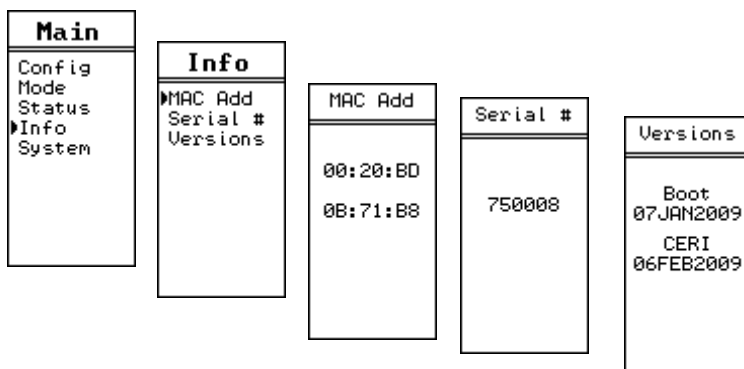 Main
Config
Mode
Status
Info
System
Info
MAC Add
Serial #
Versions
MAC Add
00:20:BD
0B:71:B8
Serial #
750008
Versions
Boot
07JAN2009
CERI
06FEB2009